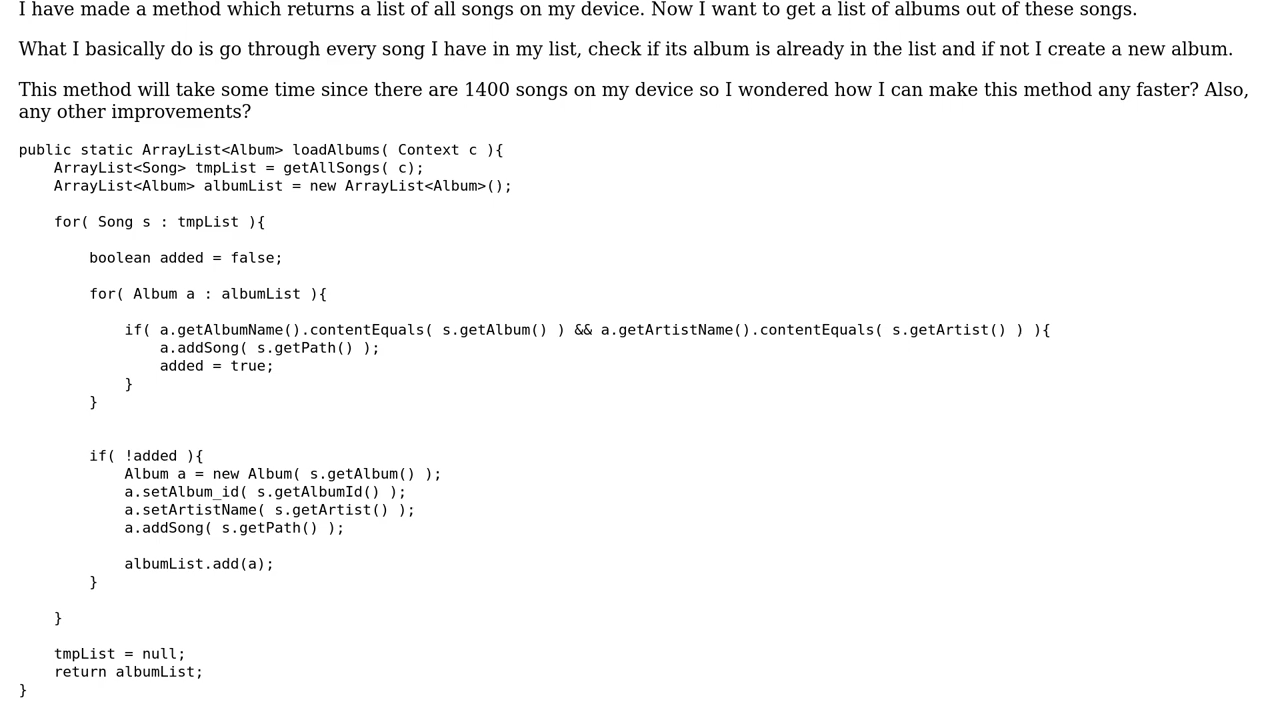 I have made a method which returns a list of all songs on my device. Now I want to get a list of albums out of these songs.
What I basically do is go through every song I have in my list, check if its album is already in the list and if not I create a new album.
This method will take some time since there are 1400 songs on my device so I wondered how I can make this method any faster? Also,
any other improvements?
public static ArrayList<Album> loadAlbums( Context c ){
    ArrayList<Song> tmpList = getAllSongs( c);
    ArrayList<Album> albumList = new ArrayList<Album>();
    for( Song s : tmpList ){
        boolean added = false;
        for( Album a : albumList ){
            if( a.getAlbumName().contentEquals( s.getAlbum() ) && a.getArtistName().contentEquals( s.getArtist() ) ){
                a.addSong( s.getPath() );
                added = true;
            }
        }
        if( !added ){
            Album a = new Album( s.getAlbum() );
            a.setAlbum_id( s.getAlbumId() );
            a.setArtistName( s.getArtist() );
            a.addSong( s.getPath() );
            albumList.add(a);
        }
    }
    tmpList = null;
    return albumList;
}